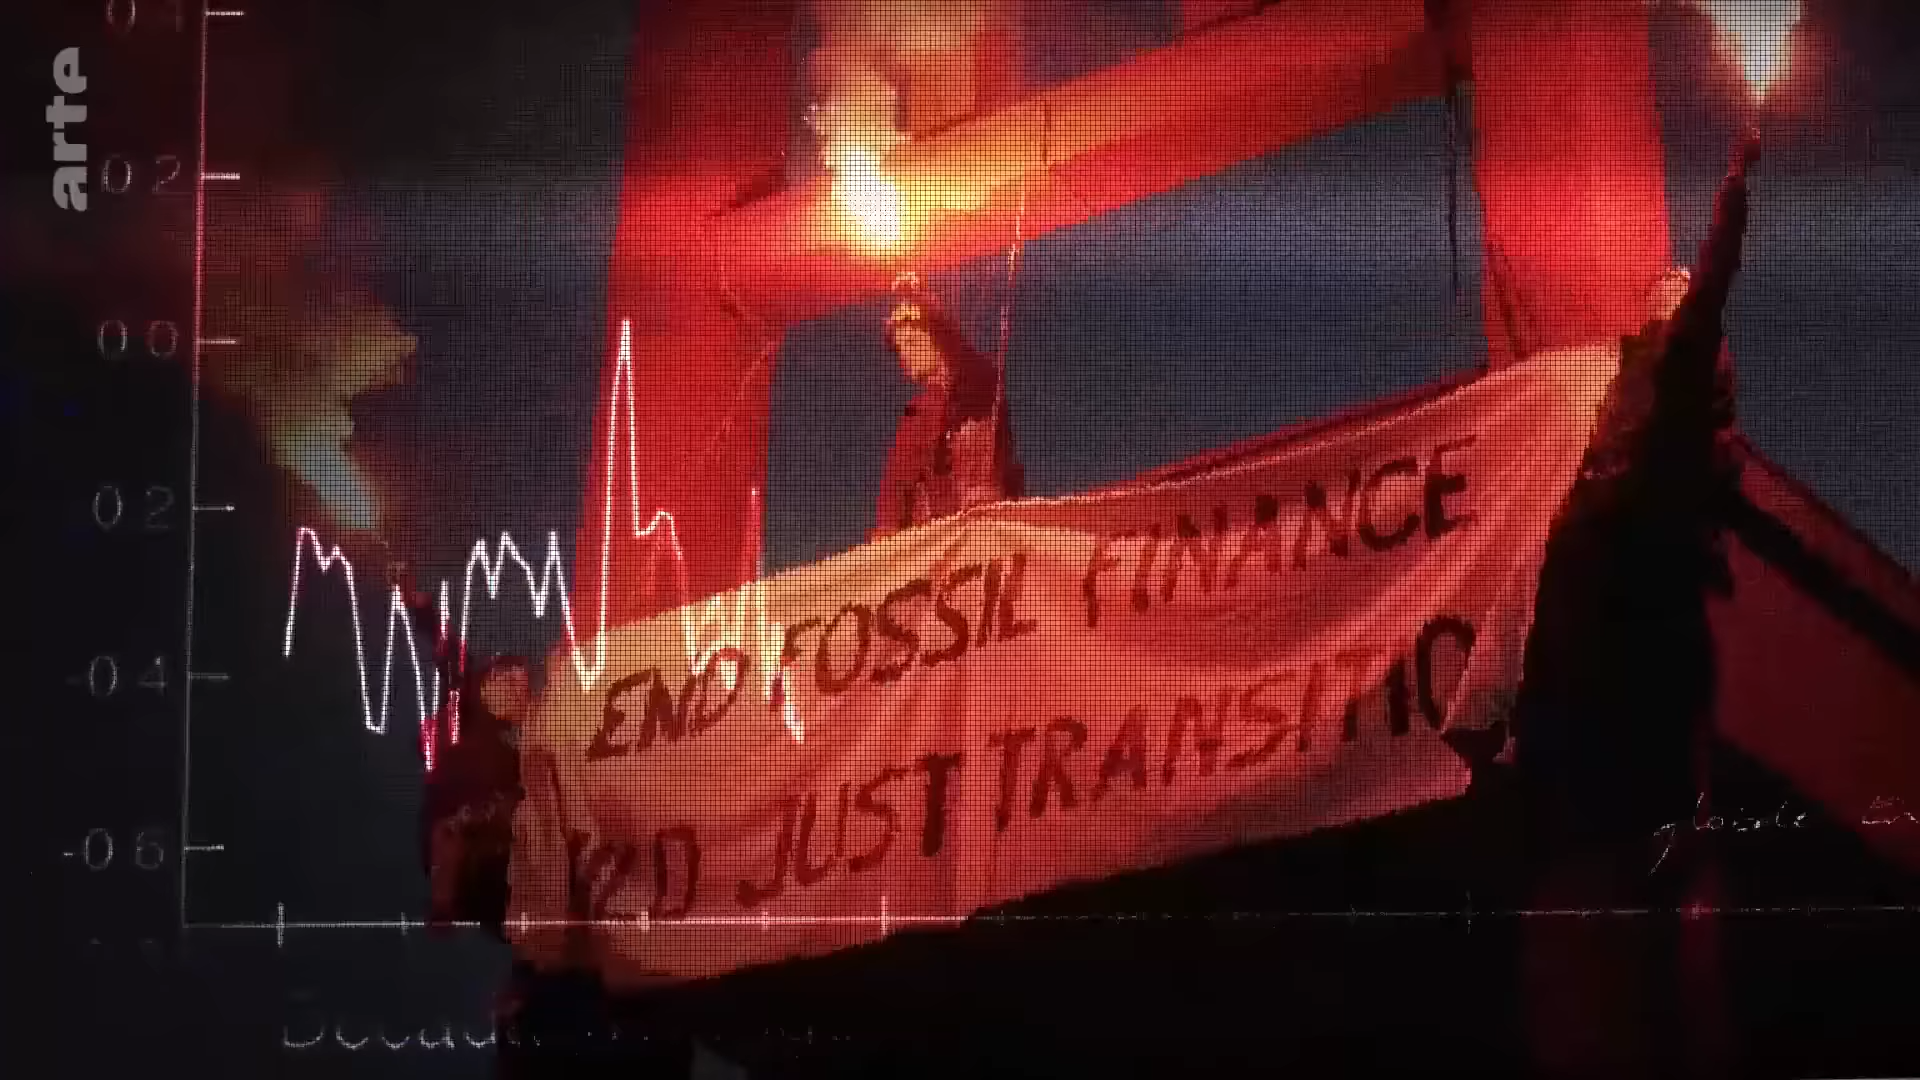 arte
0.2
0 0
0 2
-0 4
-0 6
END FOSSIL FINANCE
JUST TRANSITIO